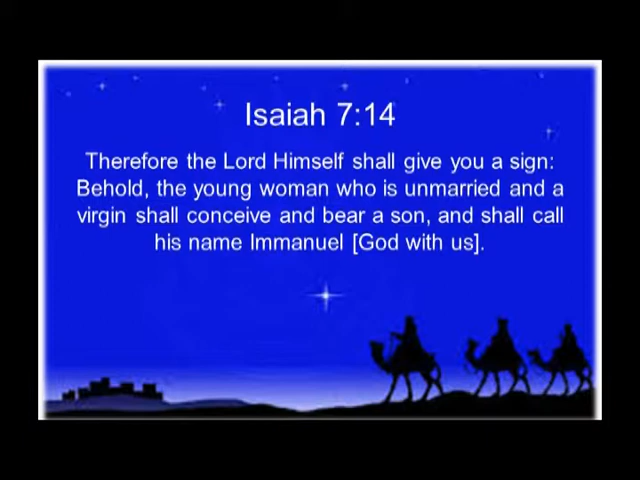 Isaiah 7:14
Therefore the Lord Himself shall give you a sign:
Behold, the young woman who is unmarried and a
virgin shall conceive and bear a son, and shall call
his name Immanuel [God with us].